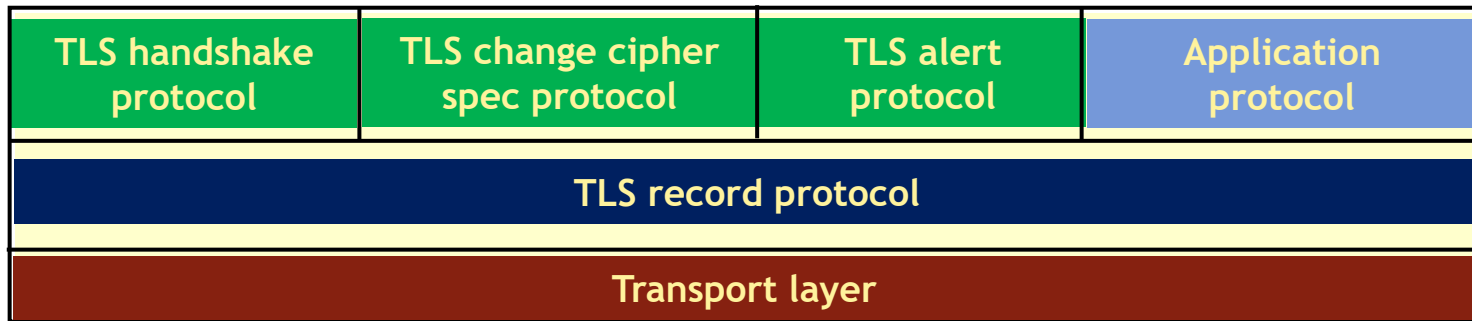 TLS handshake
protocol
TLS change cipher
spec protocol
TLS alert
protocol
Application
protocol
TLS record protocol
Transport layer